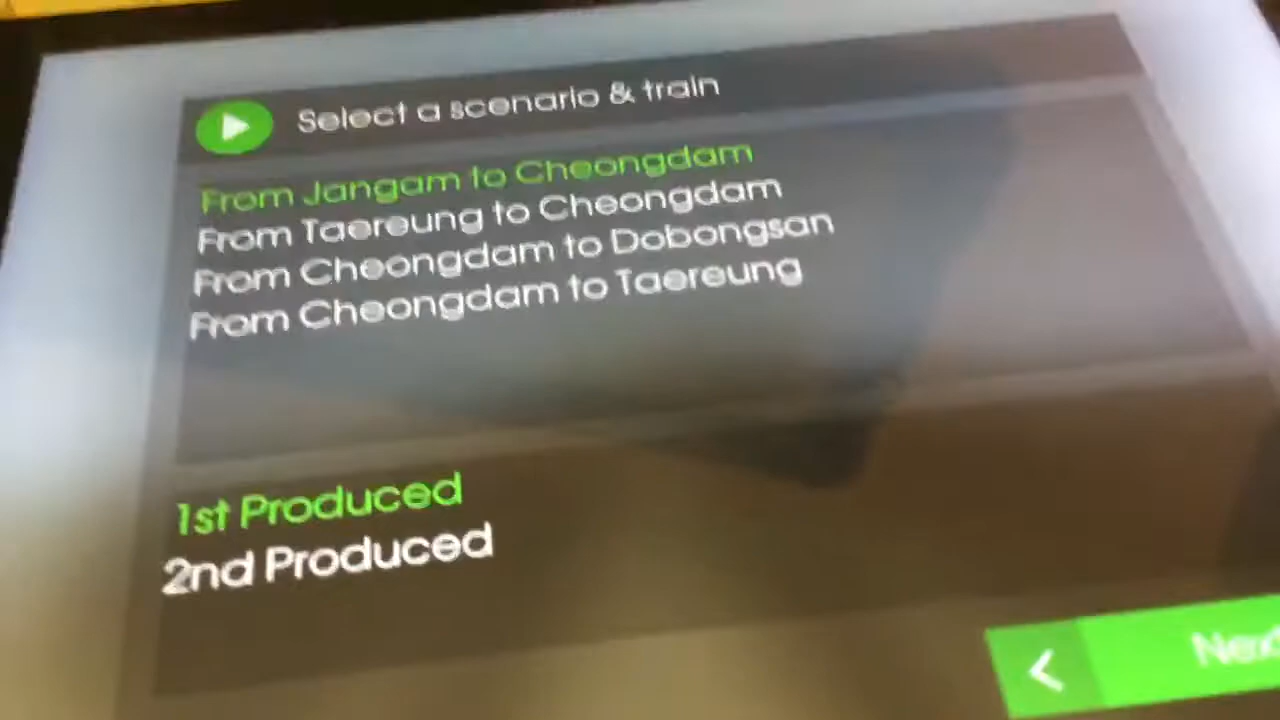 Select a scenario & train
From Jangam to Cheongdam
From Taereung to Cheongdam
From Cheongdam to Dobongsan
From Cheongdam to Taereung
1st Produced
2nd Produced
Next